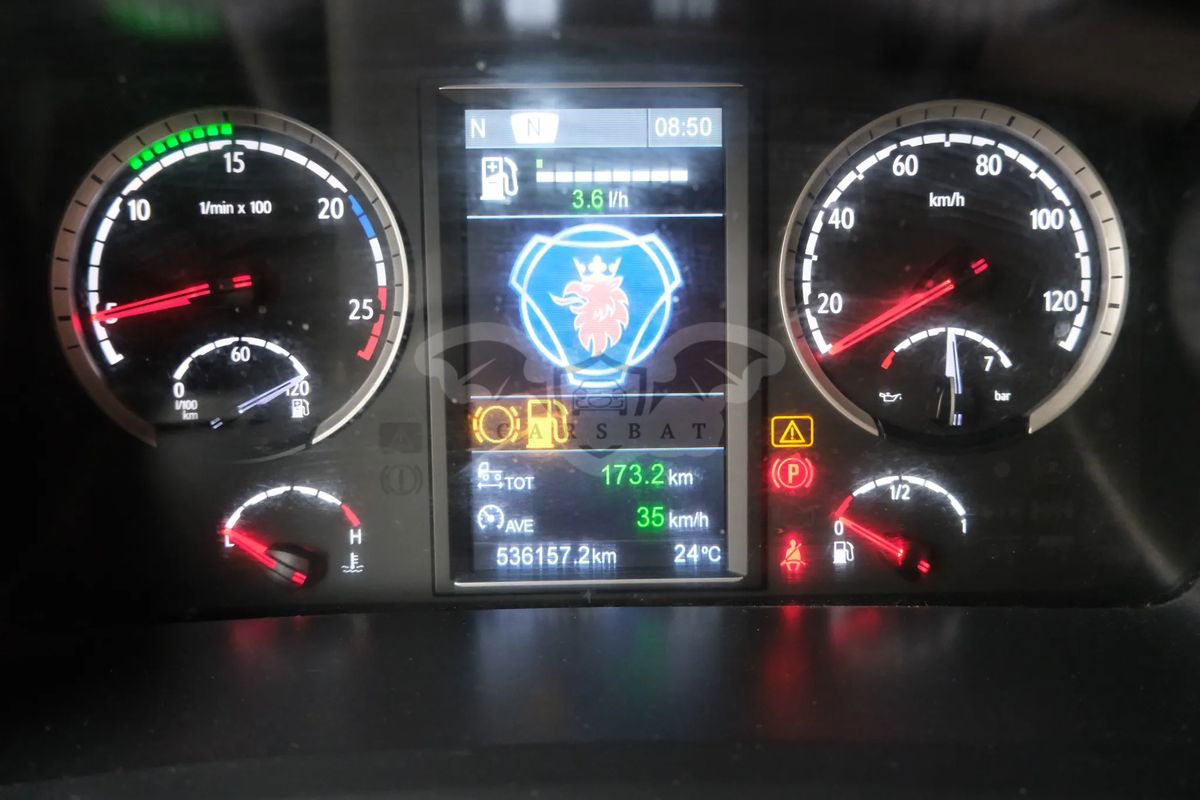 N N 08:50
3.6 l/h
CARSBAT
TOT 173.2 km
AVE 35 km/h
536157.2km 24°C
5
10
15
20
25
1/min x 100
0
60
120
l/100
km
L H
20
40
60
80
100
120
km/h
7
bar
P
0
1/2
1